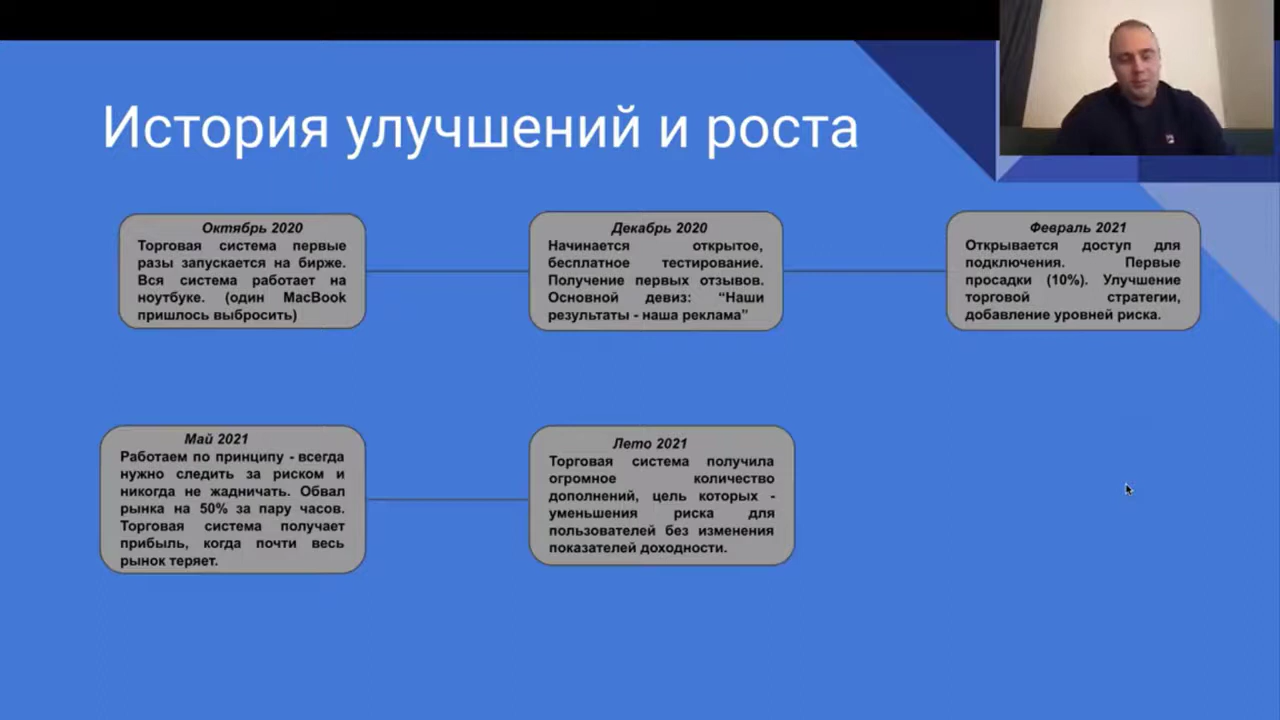 История улучшений и роста
Октябрь 2020
Торговая система первые
разы запускается на бирже.
Вся система работает на
ноутбуке. (один MacBook
пришлось выбросить)
Декабрь 2020
Начинается открытое,
бесплатное тестирование.
Получение первых отзывов.
Основной девиз: “Наши
результаты - наша реклама”
Февраль 2021
Открывается доступ для
подключения. Первые
просадки (10%). Улучшение
торговой стратегии,
добавление уровней риска.
Май 2021
Работаем по принципу - всегда
нужно следить за риском и
никогда не жадничать. Обвал
рынка на 50% за пару часов.
Торговая система получает
прибыль, когда почти весь
рынок теряет.
Лето 2021
Торговая система получила
огромное количество
дополнений, цель которых -
уменьшения риска для
пользователей без изменения
показателей доходности.